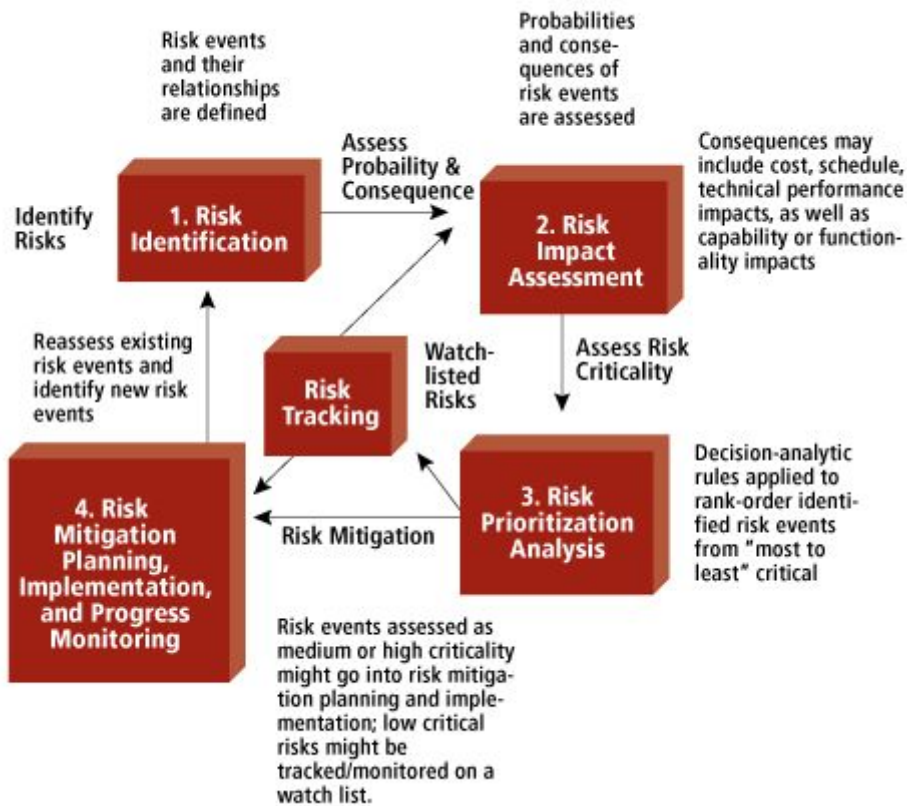 Risk events
and their
relationships
are defined
Probabilities
and conse-
quences of
risk events
are assessed
Assess
Probaility &
Consequence
Consequences may
include cost, schedule,
technical performance
impacts, as well as
capability or function-
ality impacts
Identify
Risks
1. Risk
Identification
2. Risk
Impact
Assessment
Reassess existing
risk events and
identify new risk
events
Risk
Tracking
Watch-
listed
Risks
Assess Risk
Criticality
4. Risk
Mitigation
Planning,
Implementation,
and Progress
Monitoring
Risk Mitigation
3. Risk
Prioritization
Analysis
Decision-analytic
rules applied to
rank-order identi-
fied risk events
from "most to
least" critical
Risk events assessed as
medium or high criticality
might go into risk mitiga-
tion planning and imple-
mentation; low critical
risks might be
tracked/monitored on a
watch list.